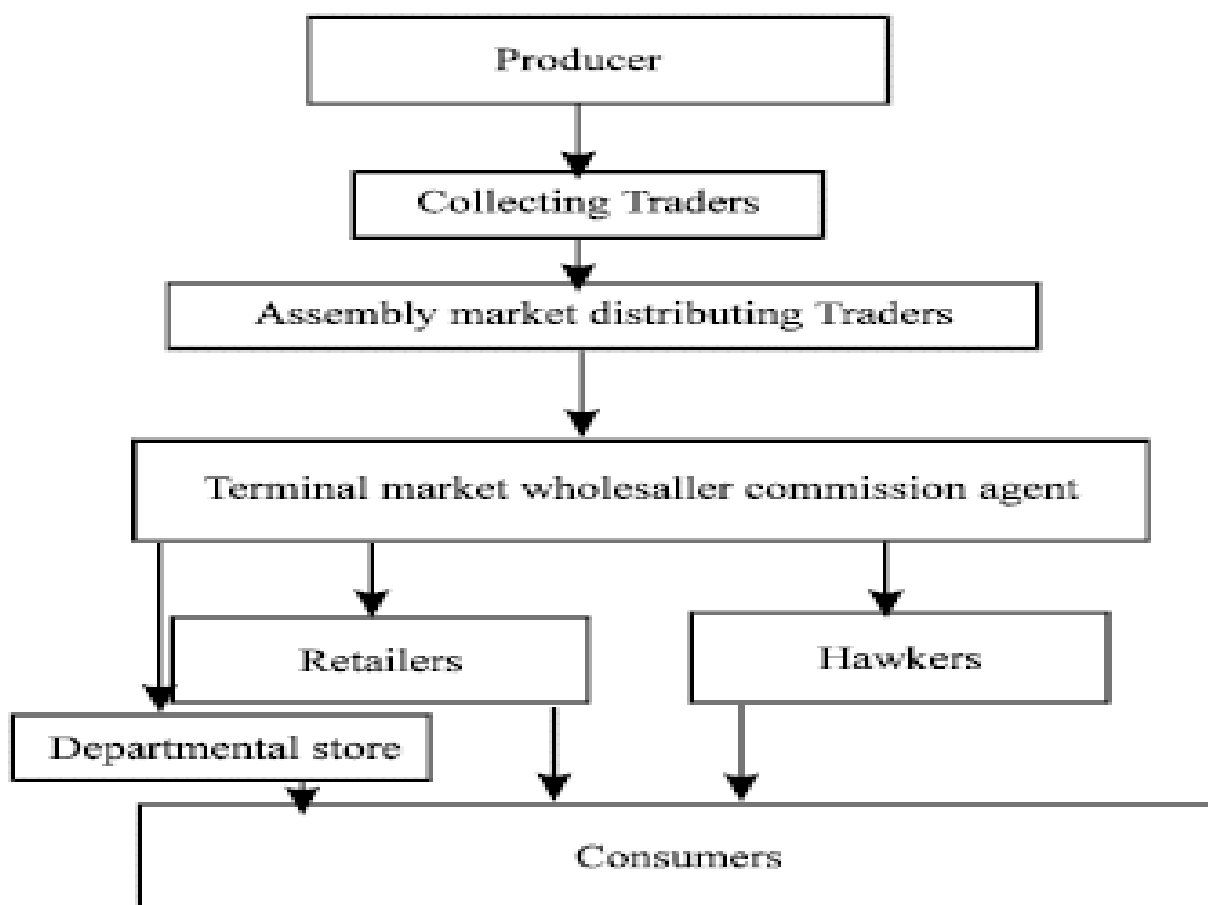 Producer
Collecting Traders
Assembly market distributing Traders
Terminal market wholesaller commission agent
Retailers
Hawkers
Departmental store
Consumers